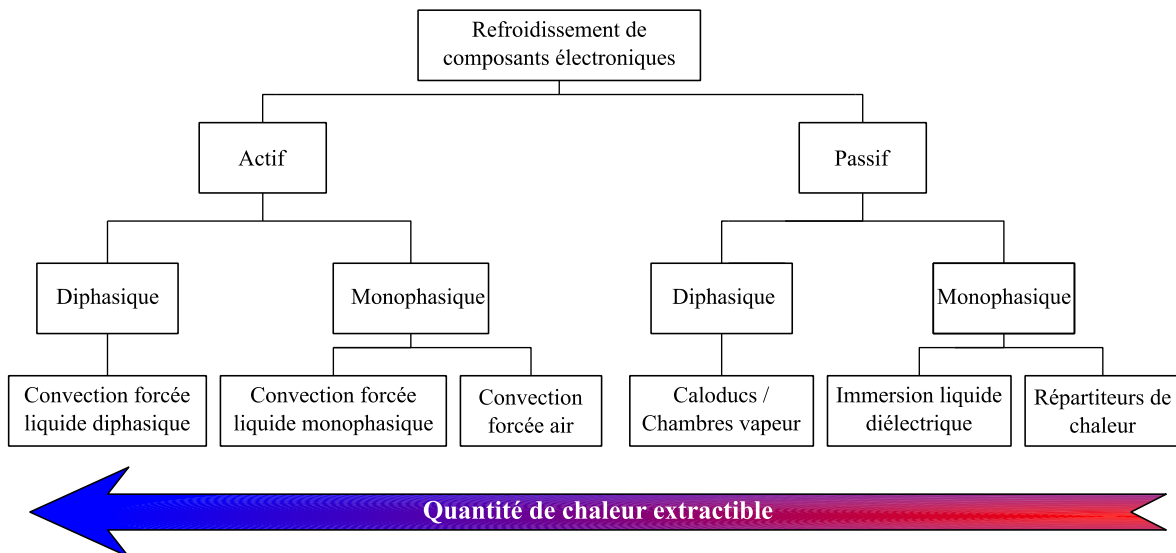 Refroidissement de
composants électroniques
Actif
Passif
Diphasique
Monophasique
Diphasique
Monophasique
Convection forcée
liquide diphasique
Convection forcée
liquide monophasique
Convection
forcée air
Caloducs /
Chambres vapeur
Immersion liquide
diélectrique
Répartiteurs de
chaleur
Quantité de chaleur extractible